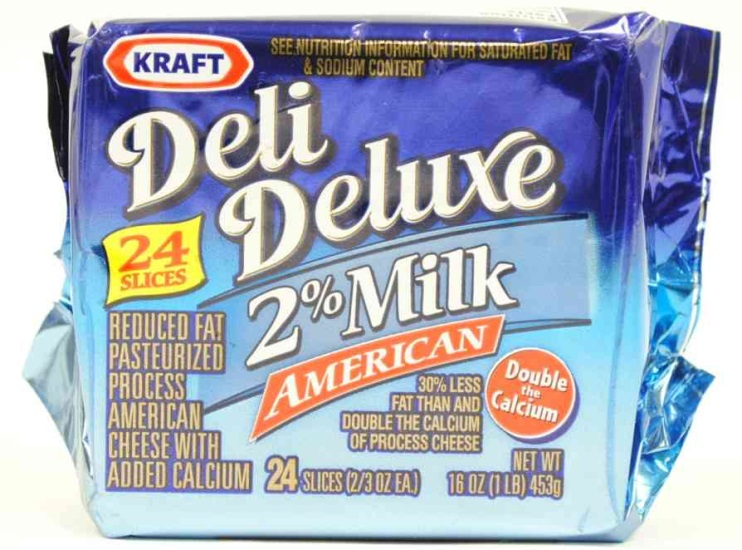 KRAFT
SEE NUTRITION INFORMATION FOR SATURATED FAT
& SODIUM CONTENT
Deli
Deluxe
24
SLICES
2% Milk
AMERICAN
REDUCED FAT
PASTEURIZED
PROCESS
AMERICAN
CHEESE WITH
ADDED CALCIUM
30% LESS
FAT THAN AND
DOUBLE THE CALCIUM
OF PROCESS CHEESE
Double
the
Calcium
24 SLICES (2/3 OZ EA.)
NET WT
16 OZ (1 LB) 453g